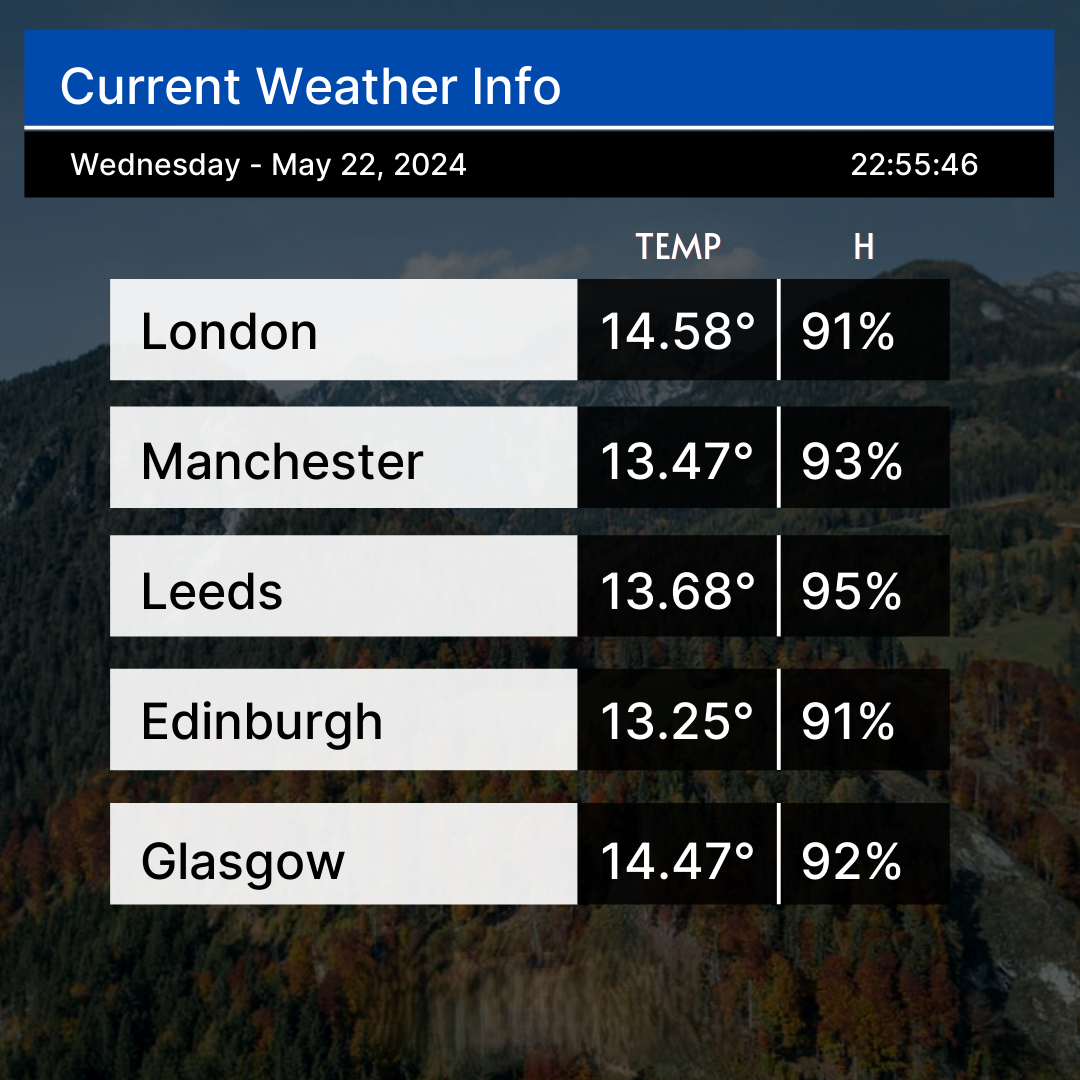 Current Weather Info
Wednesday - May 22, 2024 22:55:46
TEMP H
London 14.58° 91%
Manchester 13.47° 93%
Leeds 13.68° 95%
Edinburgh 13.25° 91%
Glasgow 14.47° 92%